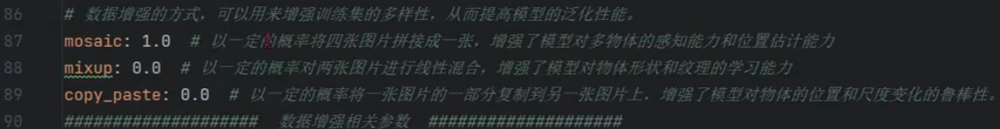 86 # 数据增强的方式，可以用来增强训练集的多样性，从而提高模型的泛化性能。
87 mosaic: 1.0 # 以一定的概率将四张图片拼接成一张，增强了模型对多物体的感知能力和位置估计能力
88 mixup: 0.0 # 以一定的概率对两张图片进行线性混合，增强了模型对物体形状和纹理的学习能力
89 copy_paste: 0.0 # 以一定的概率将一张图片的一部分复制到另一张图片上，增强了模型对物体的位置和尺度变化的鲁棒性。
90 #################### 数据增强相关参数 ####################